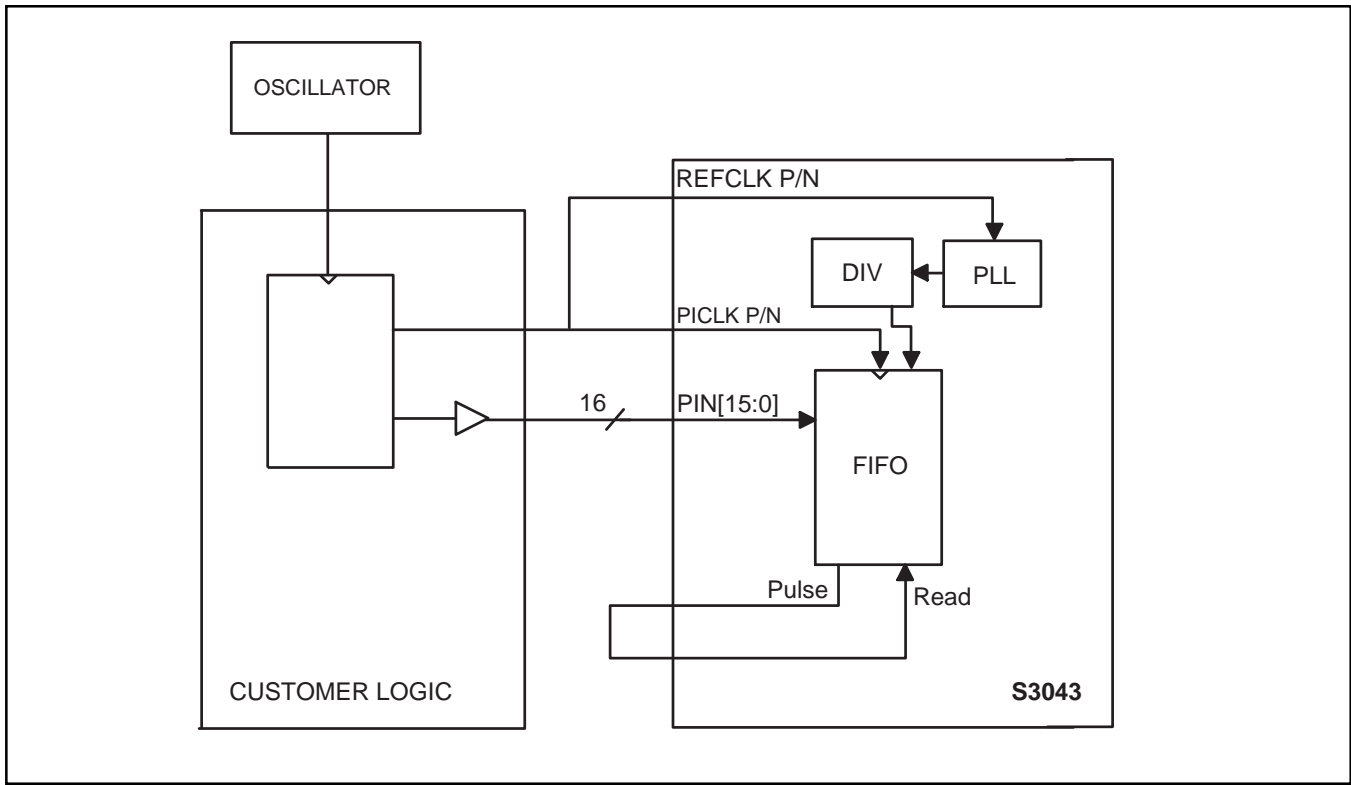 OSCILLATOR
REFCLK P/N
DIV
PLL
PICLK P/N
16
PIN[15:0]
FIFO
Pulse
Read
CUSTOMER LOGIC
S3043